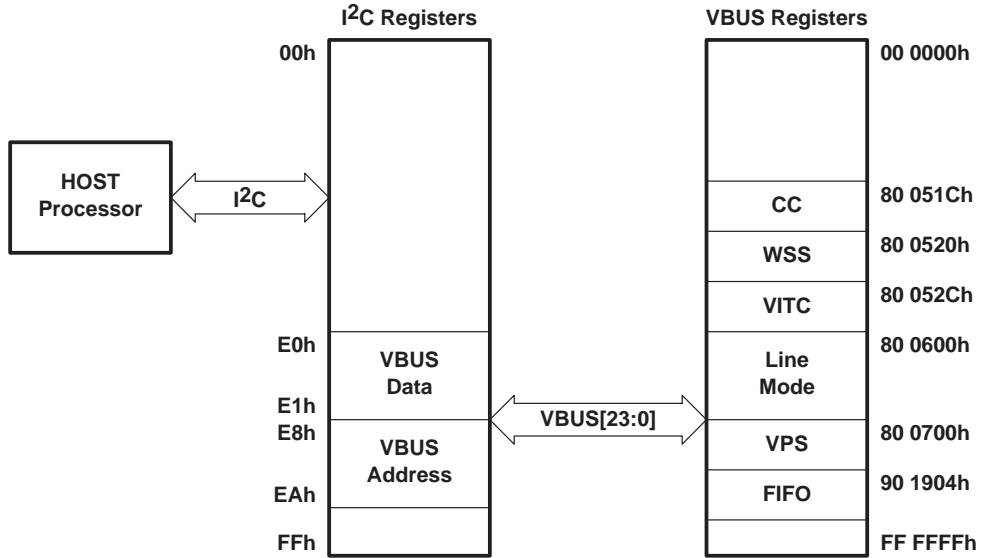 I2C Registers
VBUS Registers
00h
00 0000h
HOST
Processor
I2C
CC
80 051Ch
WSS
80 0520h
VITC
80 052Ch
E0h
VBUS
Data
E1h
Line
Mode
80 0600h
VBUS[23:0]
E8h
VBUS
Address
EAh
VPS
80 0700h
FIFO
90 1904h
FFh
FF FFFFh